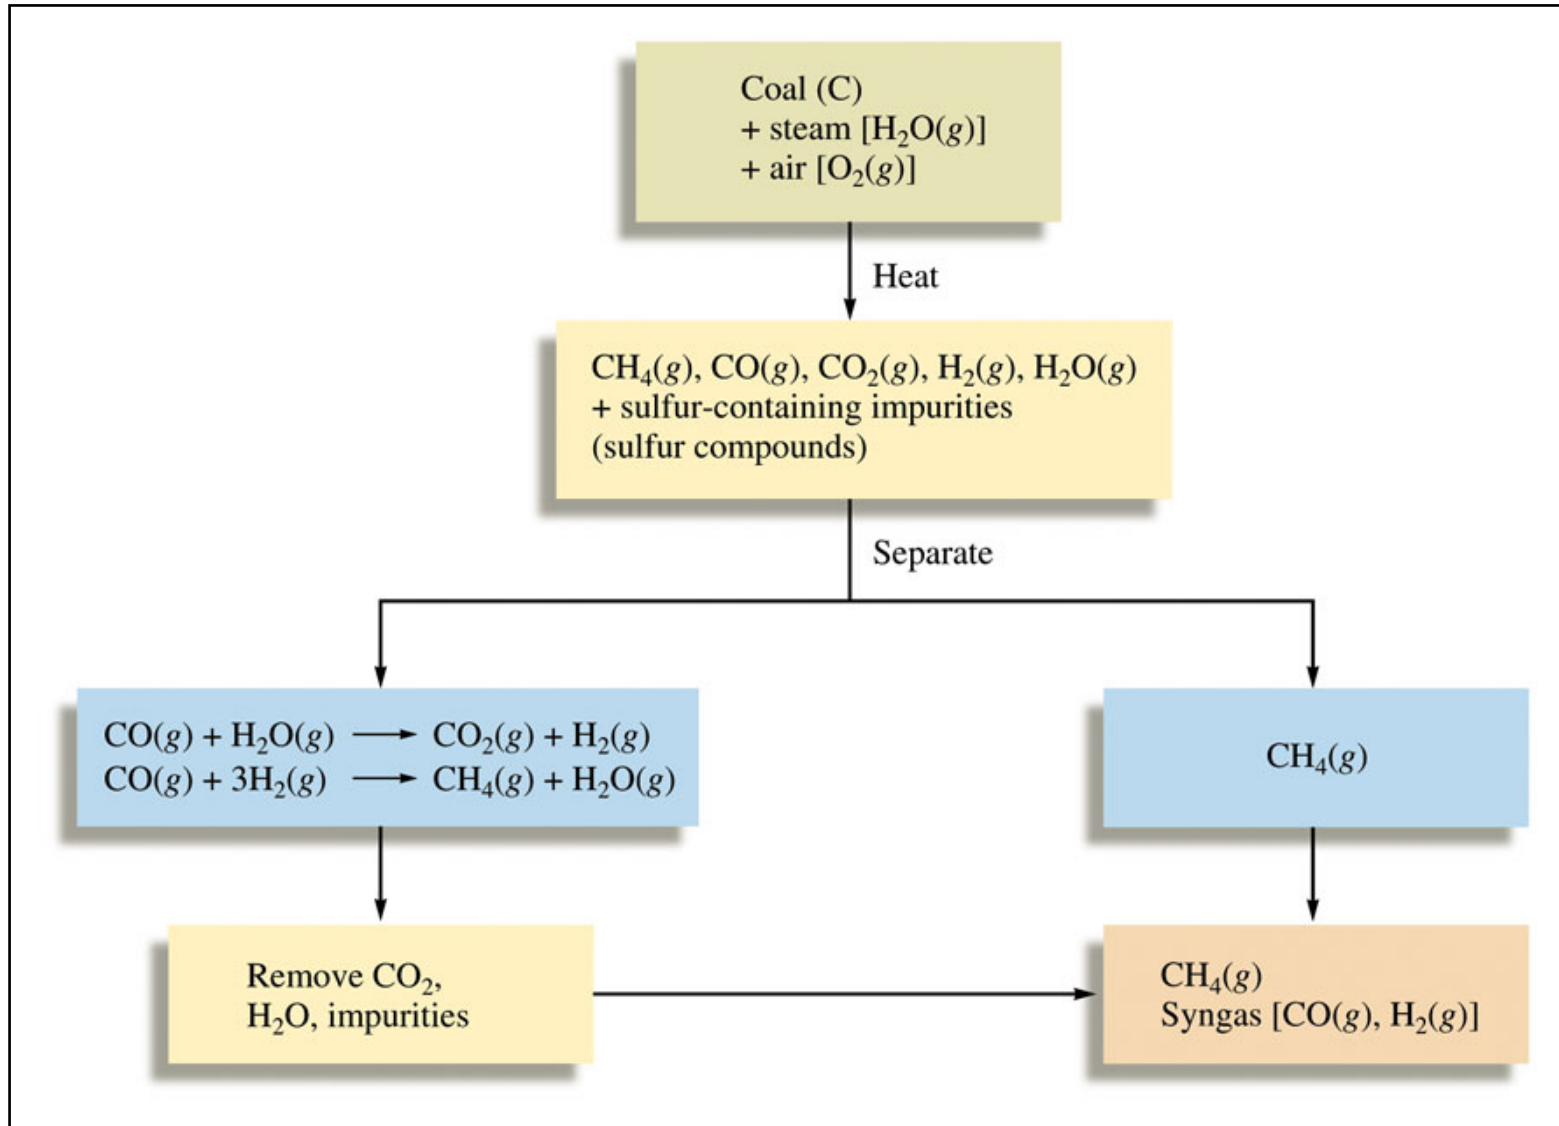 Coal (C)
+ steam [H₂O(g)]
+ air [O₂(g)]
Heat
CH₄(g), CO(g), CO₂(g), H₂(g), H₂O(g)
+ sulfur-containing impurities
(sulfur compounds)
Separate
CO(g) + H₂O(g) ⟶ CO₂(g) + H₂(g)
CO(g) + 3H₂(g) ⟶ CH₄(g) + H₂O(g)
CH₄(g)
Remove CO₂,
H₂O, impurities
CH₄(g)
Syngas [CO(g), H₂(g)]